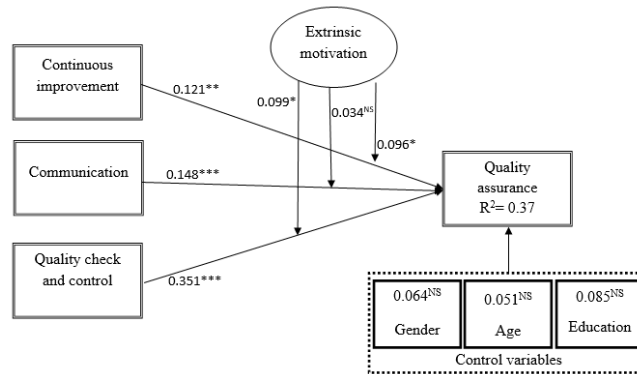 Extrinsic
motivation
Continuous
improvement
0.121**
0.099*
0.034NS
0.096*
Communication
0.148***
Quality
assurance
R2= 0.37
Quality check
and control
0.351***
0.064NS
Gender
0.051NS
Age
0.085NS
Education
Control variables